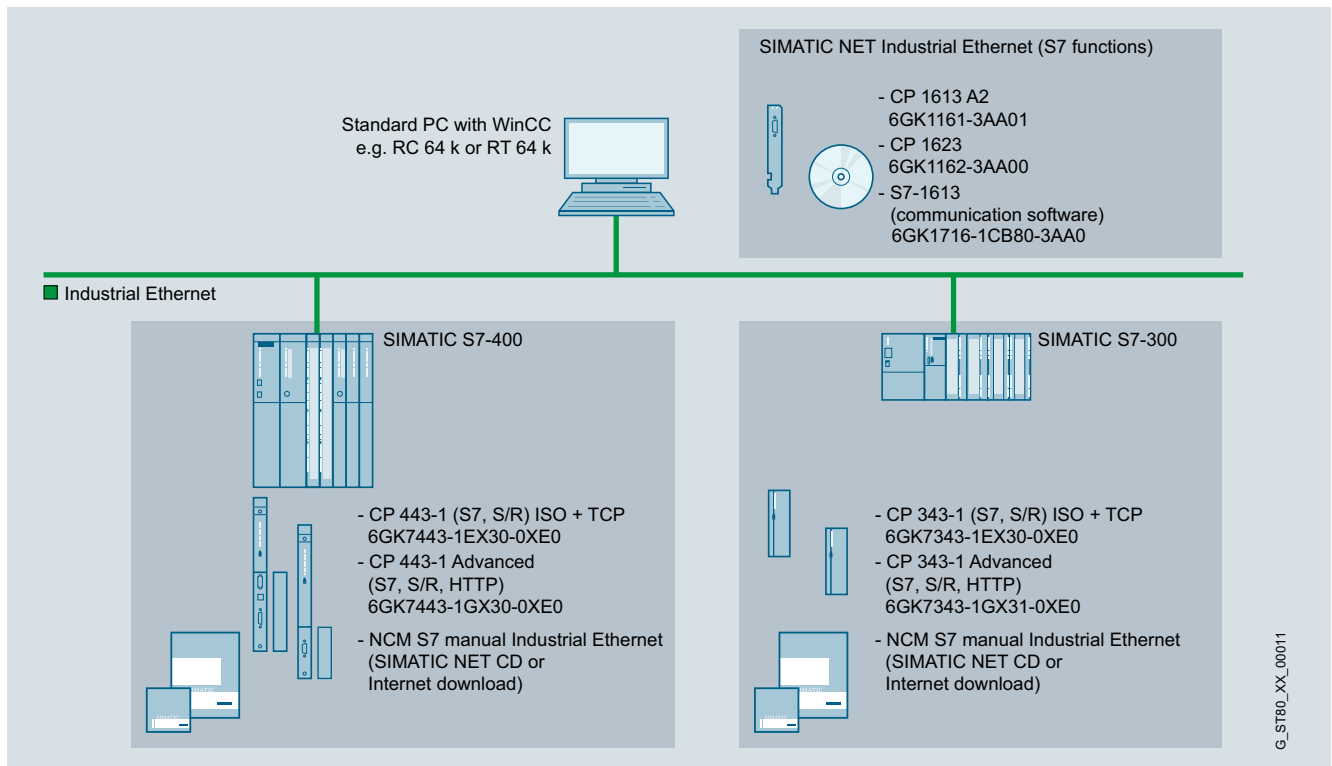 SIMATIC NET Industrial Ethernet (S7 functions)
- CP 1613 A2
6GK1161-3AA01
- CP 1623
6GK1162-3AA00
- S7-1613
(communication software)
6GK1716-1CB80-3AA0
Standard PC with WinCC
e.g. RC 64 k or RT 64 k
Industrial Ethernet
SIMATIC S7-400
- CP 443-1 (S7, S/R) ISO + TCP
6GK7443-1EX30-0XE0
- CP 443-1 Advanced
(S7, S/R, HTTP)
6GK7443-1GX30-0XE0
- NCM S7 manual Industrial Ethernet
(SIMATIC NET CD or
Internet download)
SIMATIC
SIMATIC
SIMATIC S7-300
- CP 343-1 (S7, S/R) ISO + TCP
6GK7343-1EX30-0XE0
- CP 343-1 Advanced
(S7, S/R, HTTP)
6GK7343-1GX31-0XE0
- NCM S7 manual Industrial Ethernet
(SIMATIC NET CD or
Internet download)
SIMATIC
SIMATIC
G_ST80_XX_00011